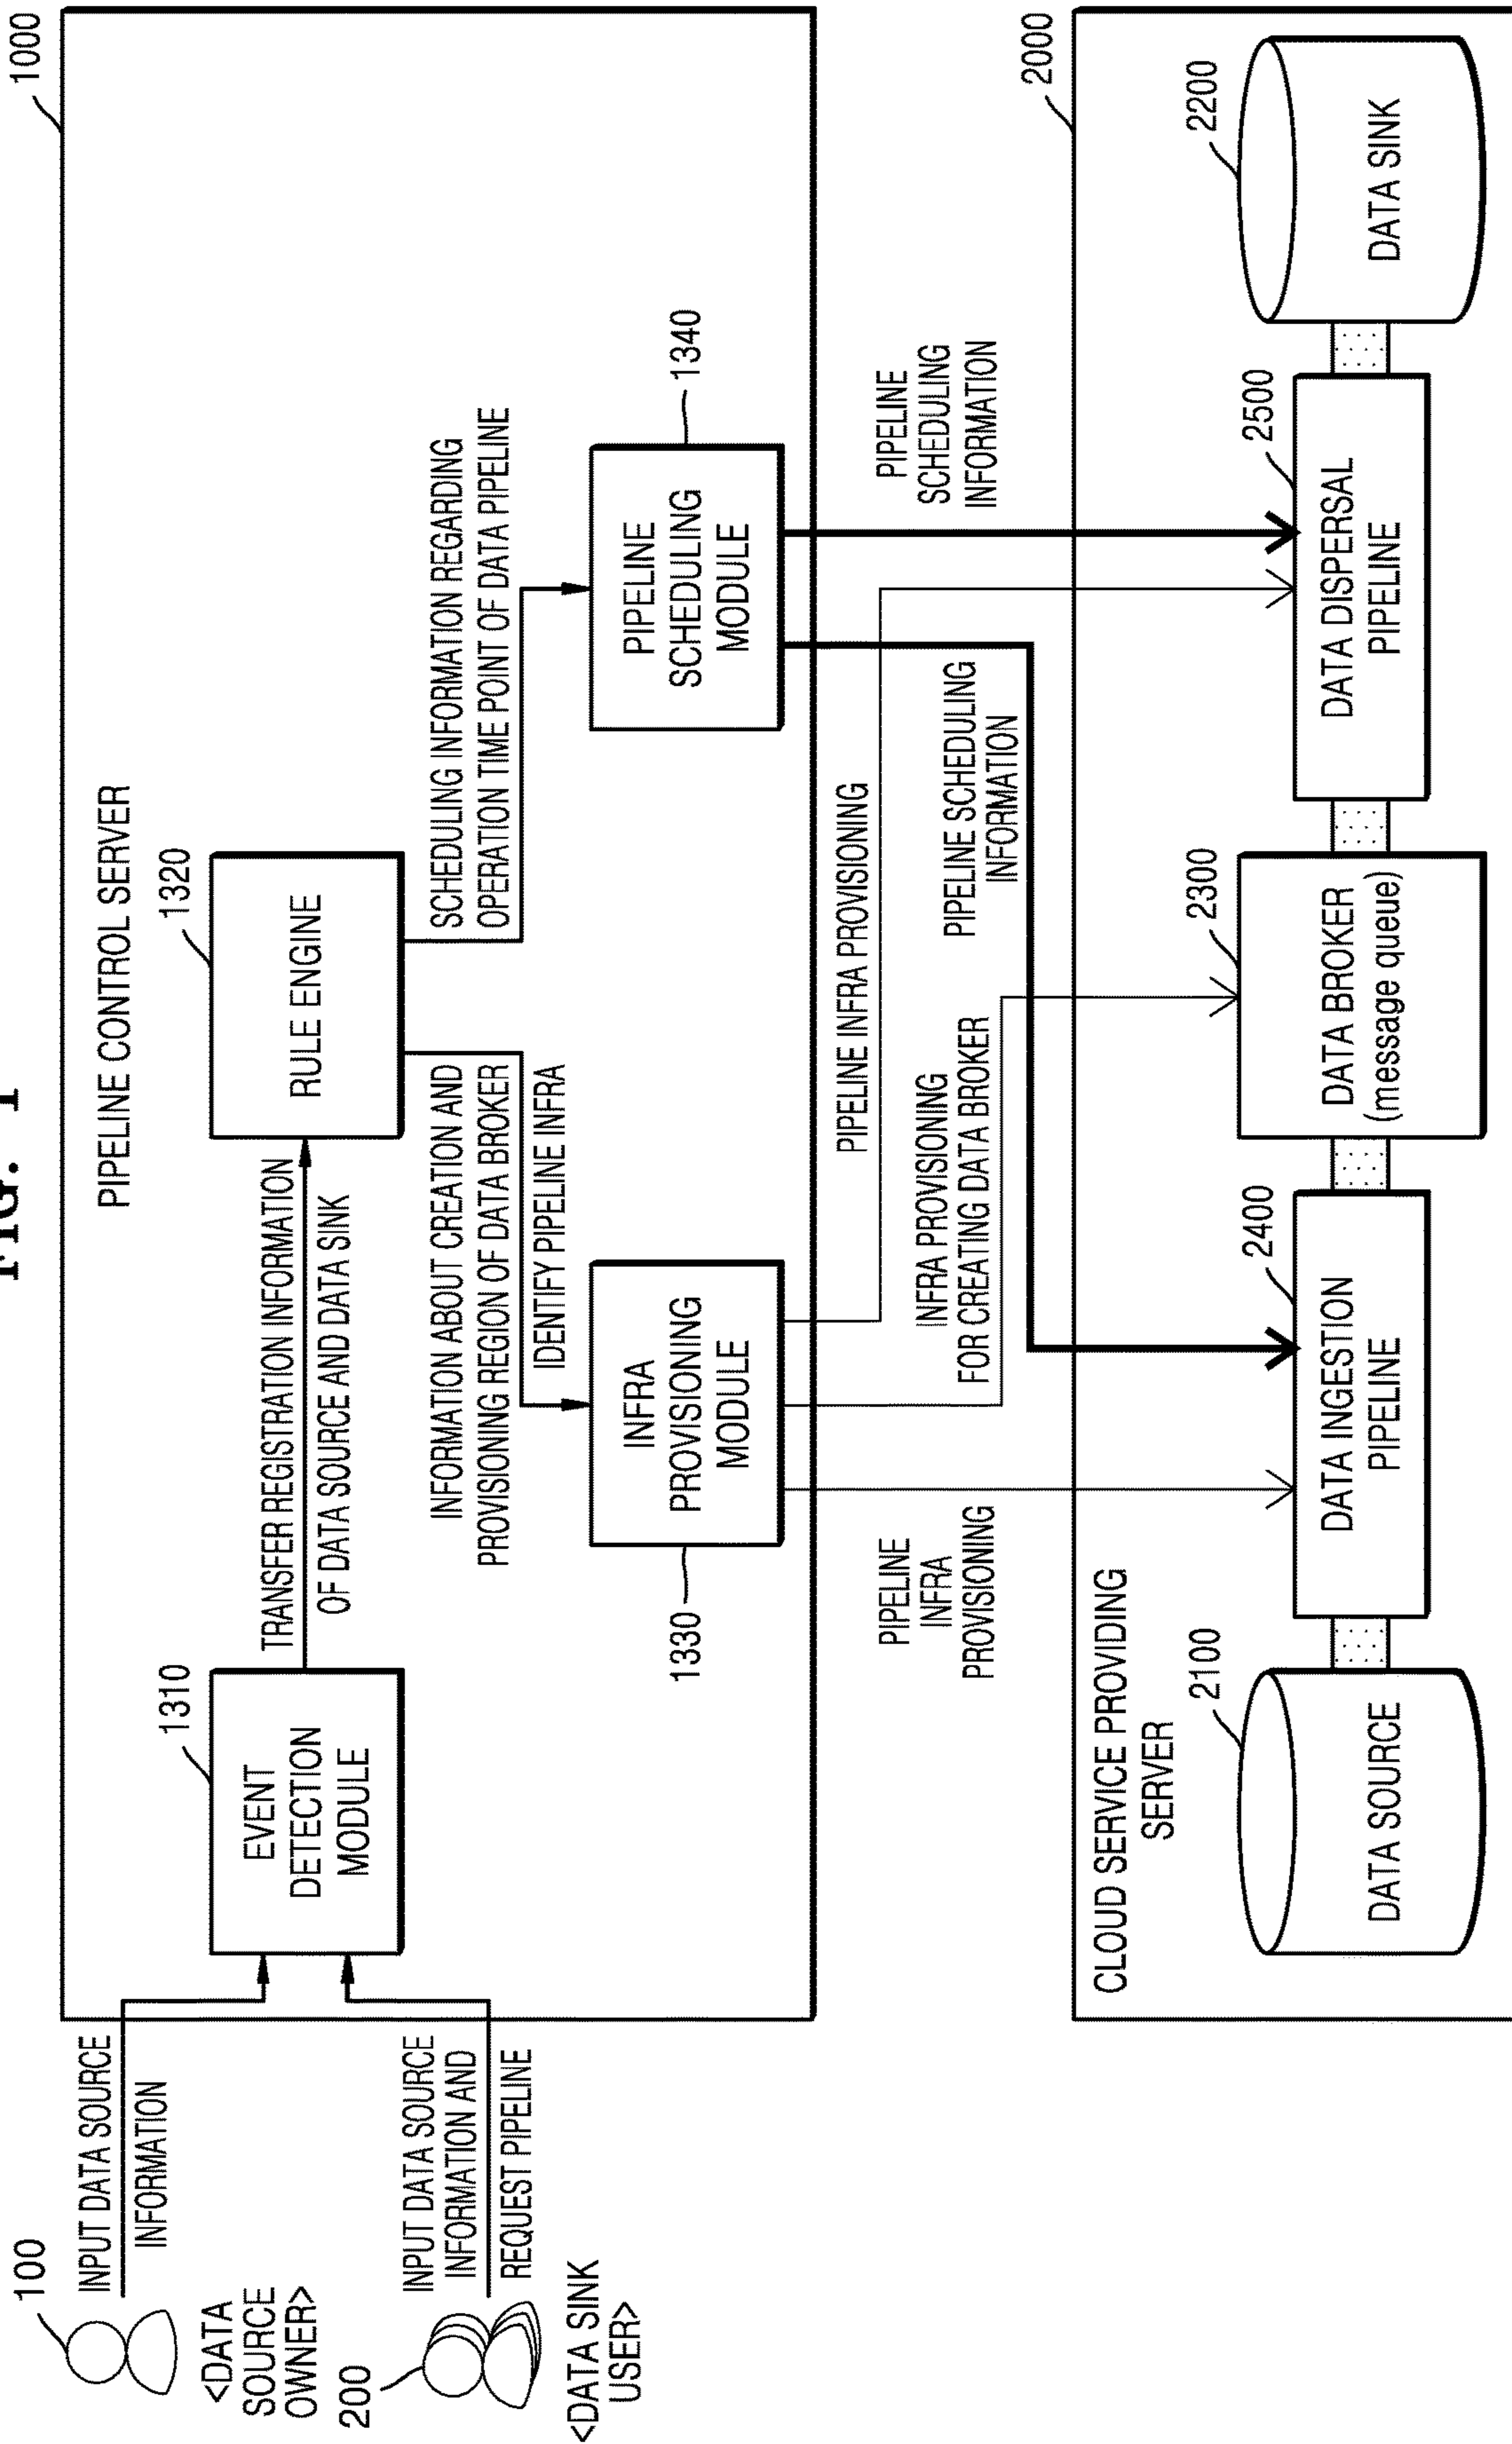 FIG. 1
1000
PIPELINE CONTROL SERVER
100
<DATA
SOURCE
OWNER>
INPUT DATA SOURCE
INFORMATION
200
<DATA SINK
USER>
INPUT DATA SOURCE
INFORMATION AND
REQUEST PIPELINE
1310
EVENT
DETECTION
MODULE
TRANSFER REGISTRATION INFORMATION
OF DATA SOURCE AND DATA SINK
1320
RULE ENGINE
INFORMATION ABOUT CREATION AND
PROVISIONING REGION OF DATA BROKER
IDENTIFY PIPELINE INFRA
SCHEDULING INFORMATION REGARDING
OPERATION TIME POINT OF DATA PIPELINE
1330
INFRA
PROVISIONING
MODULE
1340
PIPELINE
SCHEDULING
MODULE
PIPELINE
INFRA
PROVISIONING
INFRA PROVISIONING
FOR CREATING DATA BROKER
PIPELINE INFRA PROVISIONING
PIPELINE SCHEDULING
INFORMATION
PIPELINE
SCHEDULING
INFORMATION
2000
CLOUD SERVICE PROVIDING
SERVER
2100
DATA SOURCE
2400
DATA INGESTION
PIPELINE
2300
DATA BROKER
(message queue)
2500
DATA DISPERSAL
PIPELINE
2200
DATA SINK